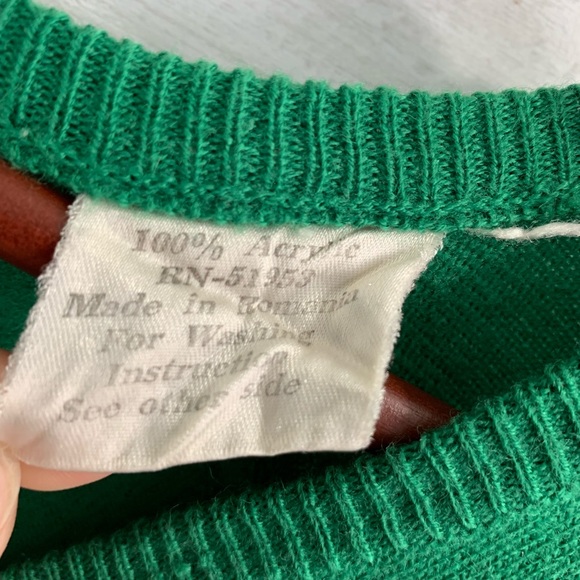 100% Acrylic
RN-51953
Made in Romania
For Washing
Instruction
See other side